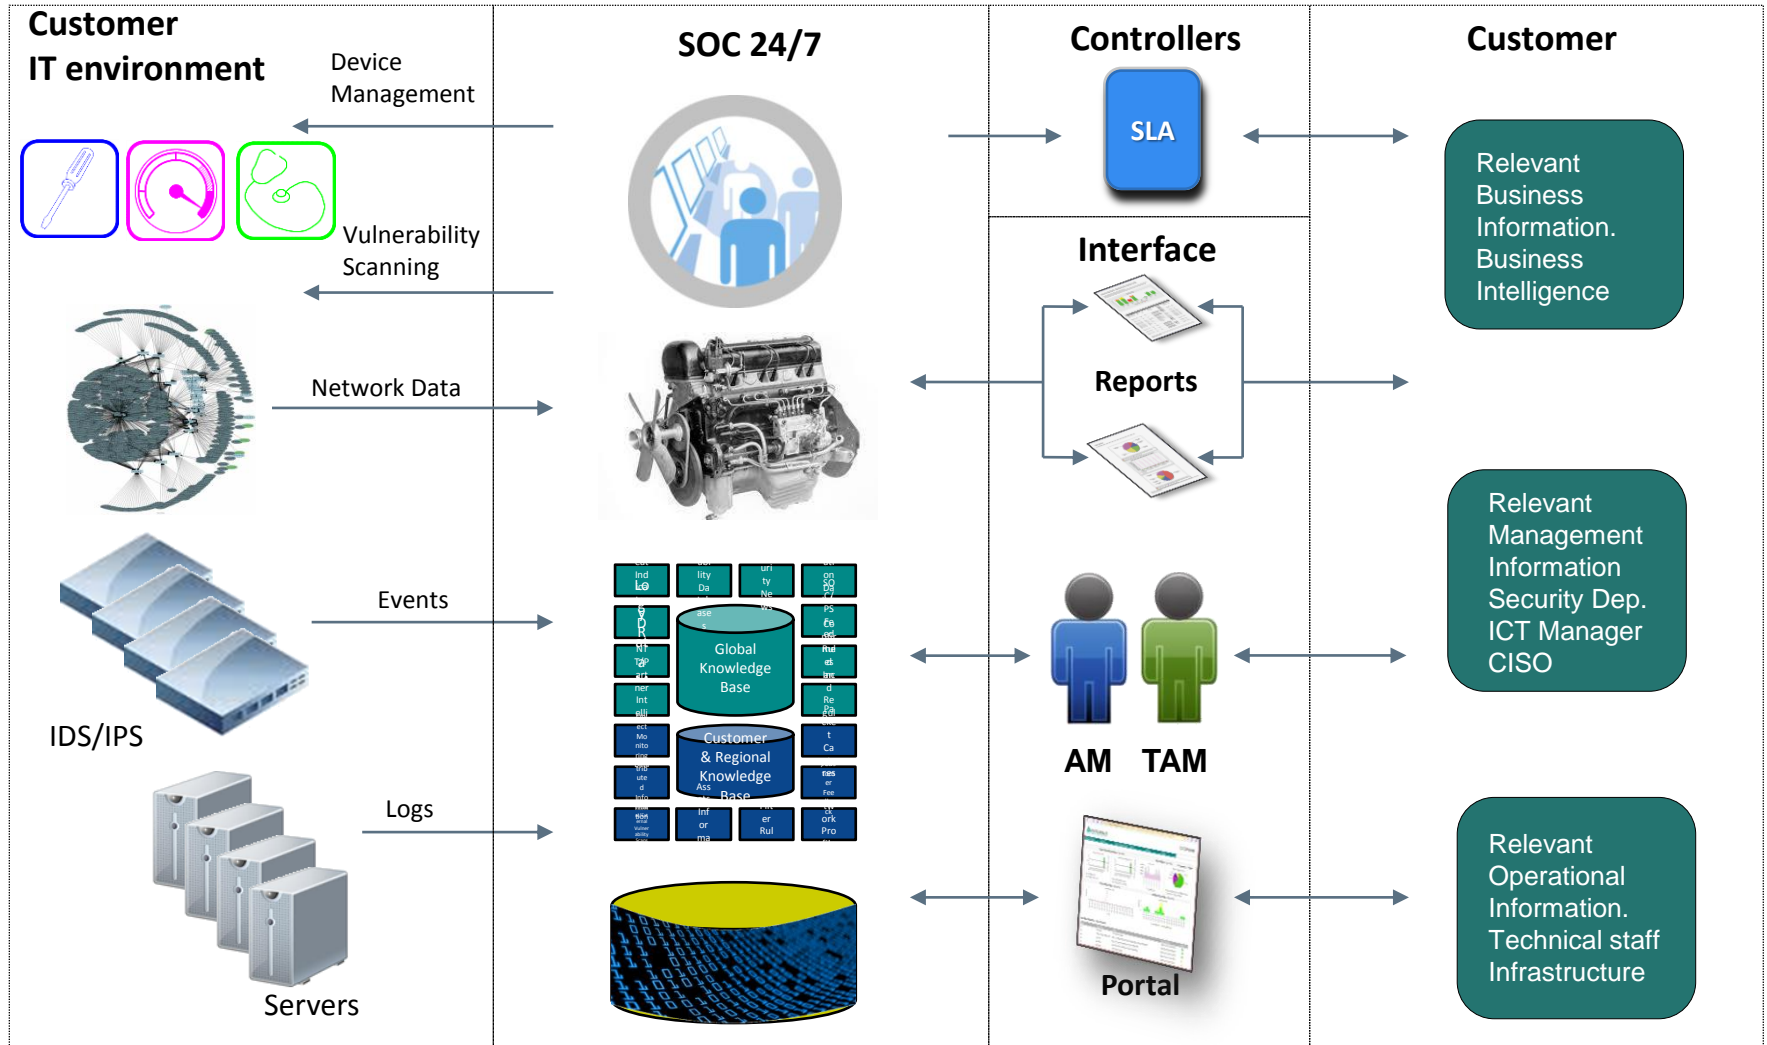 Customer
IT environment
SOC 24/7
Controllers
Customer
Device
Management
SLA
Relevant
Business
Information.
Business
Intelligence
Vulnerability
Scanning
Interface
Network Data
Reports
Relevant
Management
Information
Security Dep.
ICT Manager
CISO
Events
Global
Knowledge
Base
IDS/IPS
Customer
& Regional
Knowledge
Base
AM
TAM
Logs
Relevant
Operational
Information.
Technical staff
Infrastructure
Portal
Servers